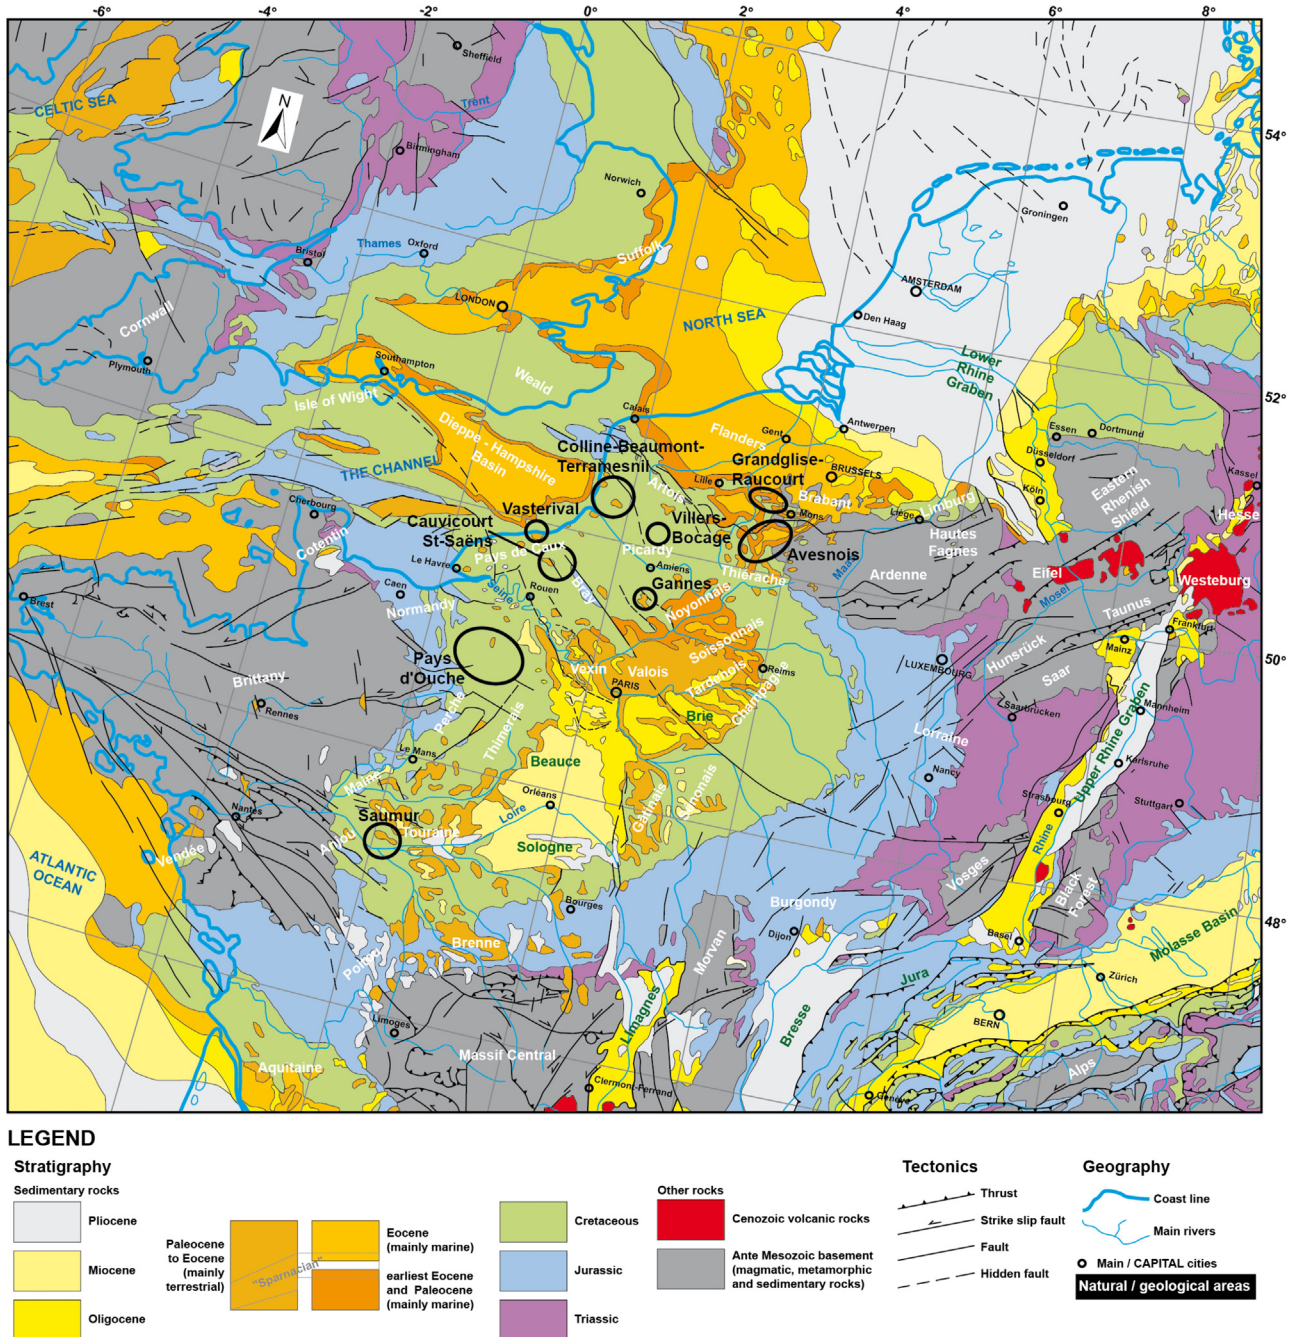 -6°
-4°
-2°
0°
2°
4°
6°
8°
Sheffield
CELTIC SEA
Trent
N
54°
Birmingham
Norwich
Groningen
Thames
Oxford
Suffolk
Bristol
AMSTERDAM
LONDON
Cornwall
NORTH SEA
Den Haag
Plymouth
Southampton
Lower
Rhine
Graben
Weald
52°
Isle of Wight
Calais
Dieppe - Hampshire
Basin
Flanders
Gent
Antwerpen
Essen
Dortmund
Colline-Beaumont-
Terramesnil
Düsseldorf
THE CHANNEL
Grandglise-
Raucourt
BRUSSELS
Kassel
Lille
Artois
Eastern
Rhenish
Shield
Köln
Cherbourg
Vasterival
Brabant
Mons
Liège
Limburg
Hesse
Cauvicourt
St-Saëns
Villers-
Bocage
Hautes
Fagnes
Cotentin
Pays de Caux
Picardy
Avesnois
Le Havre
Amiens
Thiérache
Maas
Ardenne
Eifel
Westeburg
Caen
Seine
Rouen
Bray
Gannes
Mosel
Brest
Normandy
Noyonnais
Taunus
Frankfurt
Soissonnais
Hunsrück
Mainz
Pays
d'Ouche
Vexin
Valois
Reims
LUXEMBOURG
50°
Saar
Brittany
PARIS
Tardenois
Champagne
Saarbrücken
Mannheim
Rennes
Perche
Brie
Thimerais
Lorraine
Upper Rhine Graben
Le Mans
Beauce
Karlsruhe
Maine
Nancy
Orléans
Gâtinais
Sénonais
Strasbourg
Stuttgart
Nantes
Saumur
Loire
Anjou
Touraine
Sologne
Rhine
Vendée
ATLANTIC
OCEAN
Vosges
Black
Forest
Bourges
Burgondy
48°
Brenne
Dijon
Basel
Molasse Basin
Poitou
Morvan
Jura
Zürich
Limoges
Limagnes
Bresse
BERN
Massif Central
Aquitaine
Alps
Clermont-Ferrand
Genève
LEGEND
Stratigraphy
Sedimentary rocks
Pliocene
Miocene
Oligocene
Paleocene
to Eocene
(mainly
terrestrial)
"Sparnacian"
Eocene
(mainly marine)
earliest Eocene
and Paleocene
(mainly marine)
Cretaceous
Jurassic
Triassic
Other rocks
Cenozoic volcanic rocks
Ante Mesozoic basement
(magmatic, metamorphic
and sedimentary rocks)
Tectonics
Thrust
Strike slip fault
Fault
Hidden fault
Geography
Coast line
Main rivers
Main / CAPITAL cities
Natural / geological areas